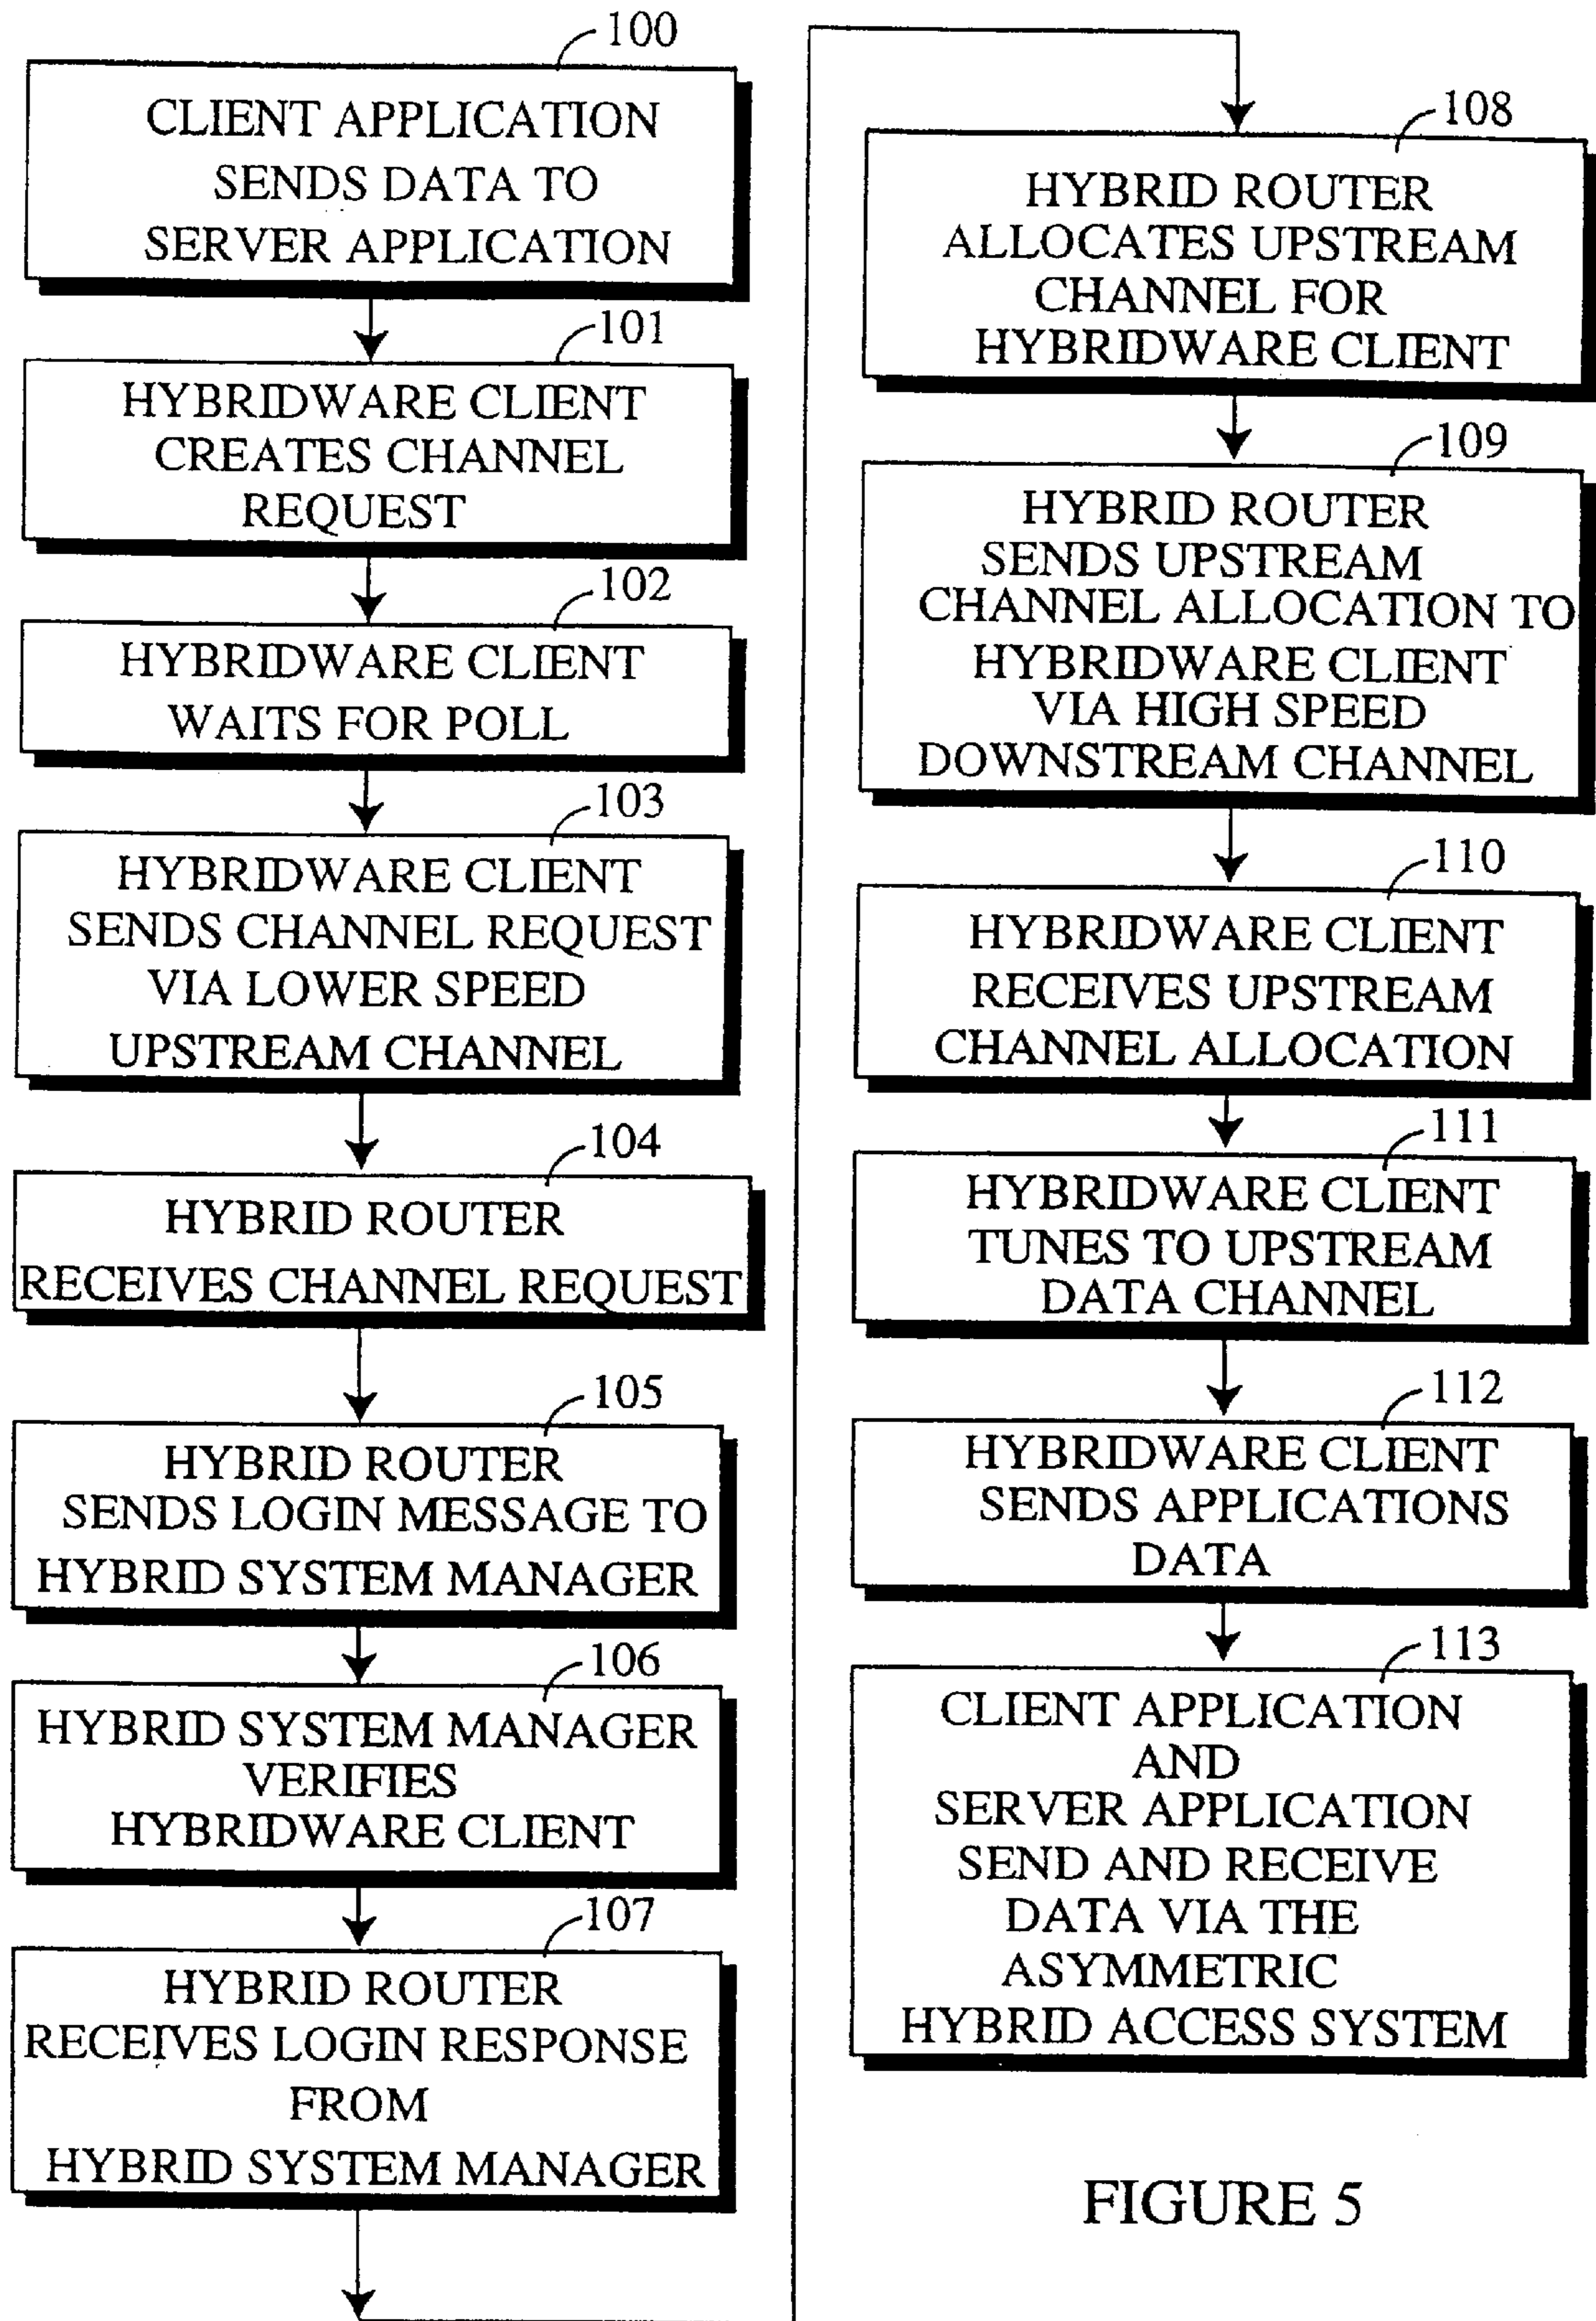 100
CLIENT APPLICATION
SENDS DATA TO
SERVER APPLICATION
101
HYBRIDWARE CLIENT
CREATES CHANNEL
REQUEST
102
HYBRIDWARE CLIENT
WAITS FOR POLL
103
HYBRIDWARE CLIENT
SENDS CHANNEL REQUEST
VIA LOWER SPEED
UPSTREAM CHANNEL
104
HYBRID ROUTER
RECEIVES CHANNEL REQUEST
105
HYBRID ROUTER
SENDS LOGIN MESSAGE TO
HYBRID SYSTEM MANAGER
106
HYBRID SYSTEM MANAGER
VERIFIES
HYBRIDWARE CLIENT
107
HYBRID ROUTER
RECEIVES LOGIN RESPONSE
FROM
HYBRID SYSTEM MANAGER
108
HYBRID ROUTER
ALLOCATES UPSTREAM
CHANNEL FOR
HYBRIDWARE CLIENT
109
HYBRID ROUTER
SENDS UPSTREAM
CHANNEL ALLOCATION TO
HYBRIDWARE CLIENT
VIA HIGH SPEED
DOWNSTREAM CHANNEL
110
HYBRIDWARE CLIENT
RECEIVES UPSTREAM
CHANNEL ALLOCATION
111
HYBRIDWARE CLIENT
TUNES TO UPSTREAM
DATA CHANNEL
112
HYBRIDWARE CLIENT
SENDS APPLICATIONS
DATA
113
CLIENT APPLICATION
AND
SERVER APPLICATION
SEND AND RECEIVE
DATA VIA THE
ASYMMETRIC
HYBRID ACCESS SYSTEM
FIGURE 5